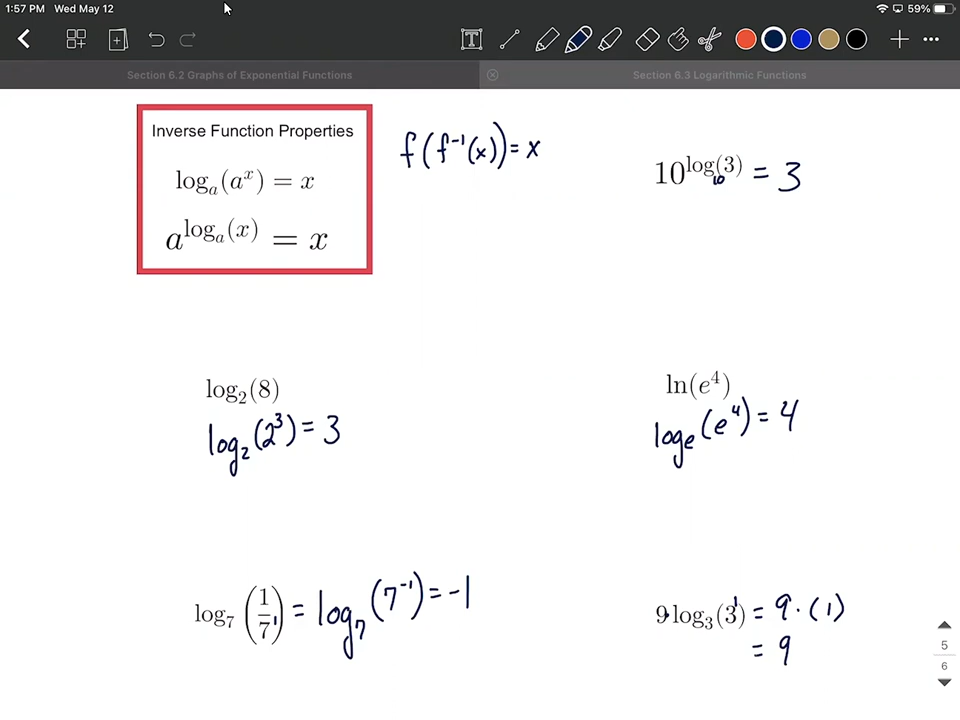 1:57 PM Wed May 12 59%
Section 6.2 Graphs of Exponential Functions Section 6.3 Logarithmic Functions
Inverse Function Properties
logₐ(aˣ) = x
a^(logₐ(x)) = x
f(f⁻¹(x)) = x
10^(log₁₀(3)) = 3
log₂(8)
log₂(2³) = 3
ln(e⁴)
logₑ(e⁴) = 4
log₇(1/7¹) = log₇(7⁻¹) = -1
9·log₃(3¹) = 9·(1)
= 9
5
6